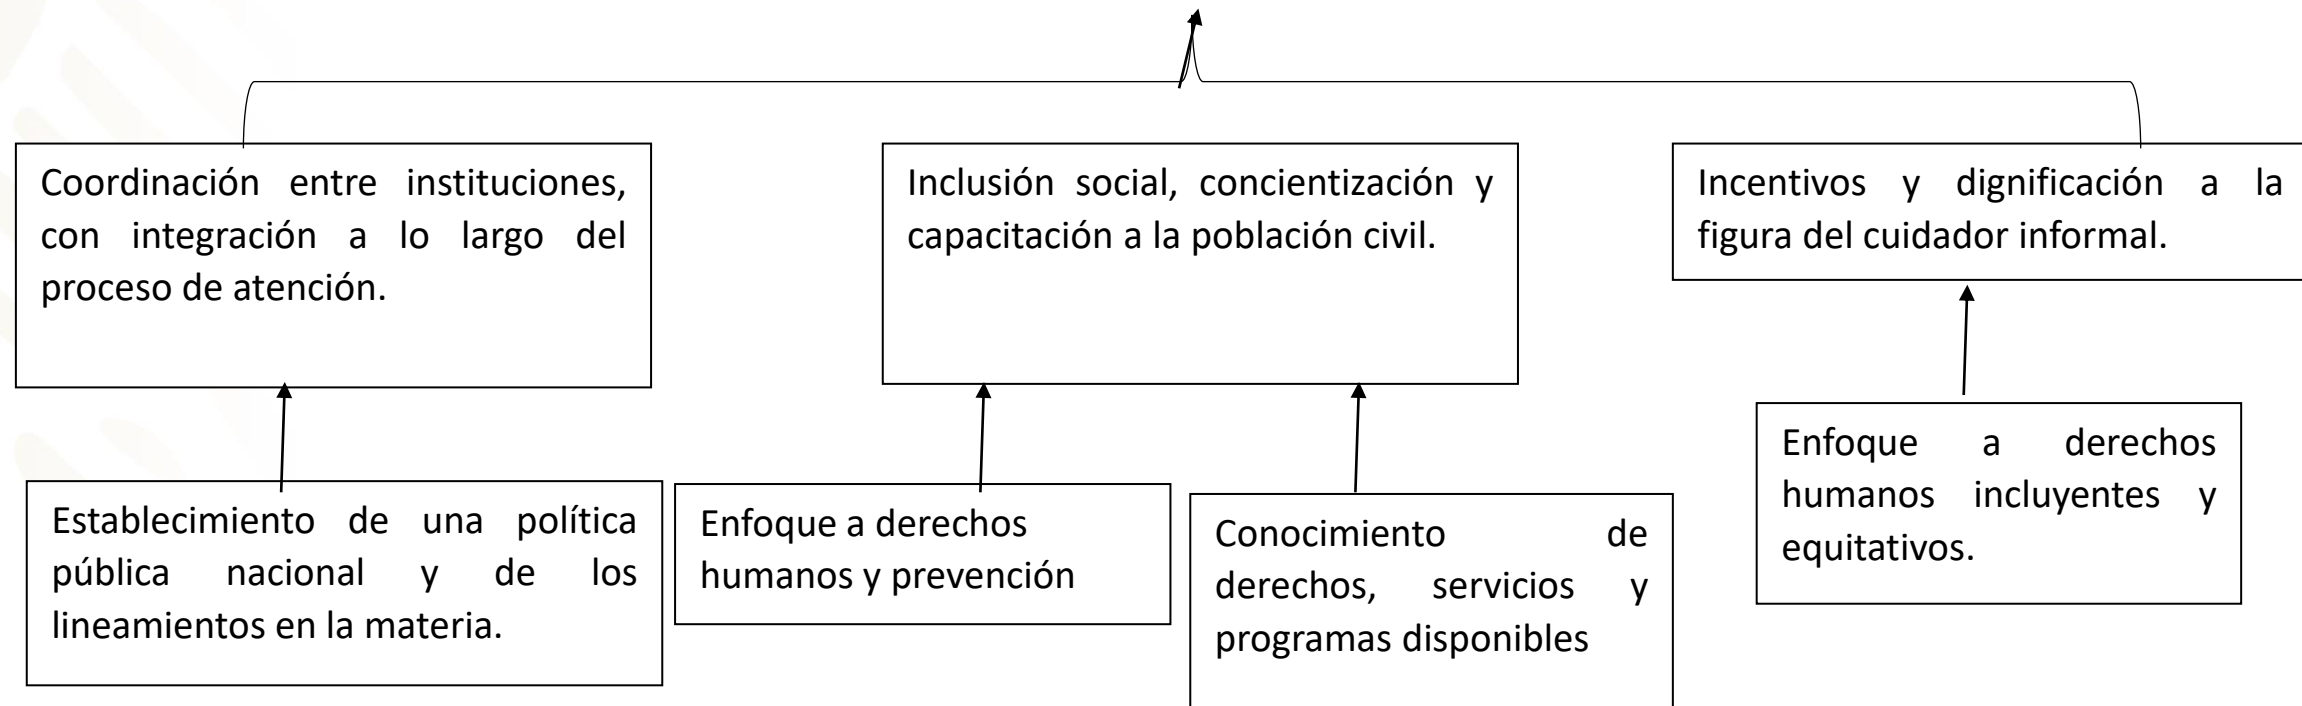 Coordinación entre instituciones,
con integración a lo largo del
proceso de atención.
Inclusión social, concientización y
capacitación a la población civil.
Incentivos y dignificación a la
figura del cuidador informal.
Establecimiento de una política
pública nacional y de los
lineamientos en la materia.
Enfoque a derechos
humanos y prevención
Conocimiento de
derechos, servicios y
programas disponibles
Enfoque a derechos
humanos incluyentes y
equitativos.